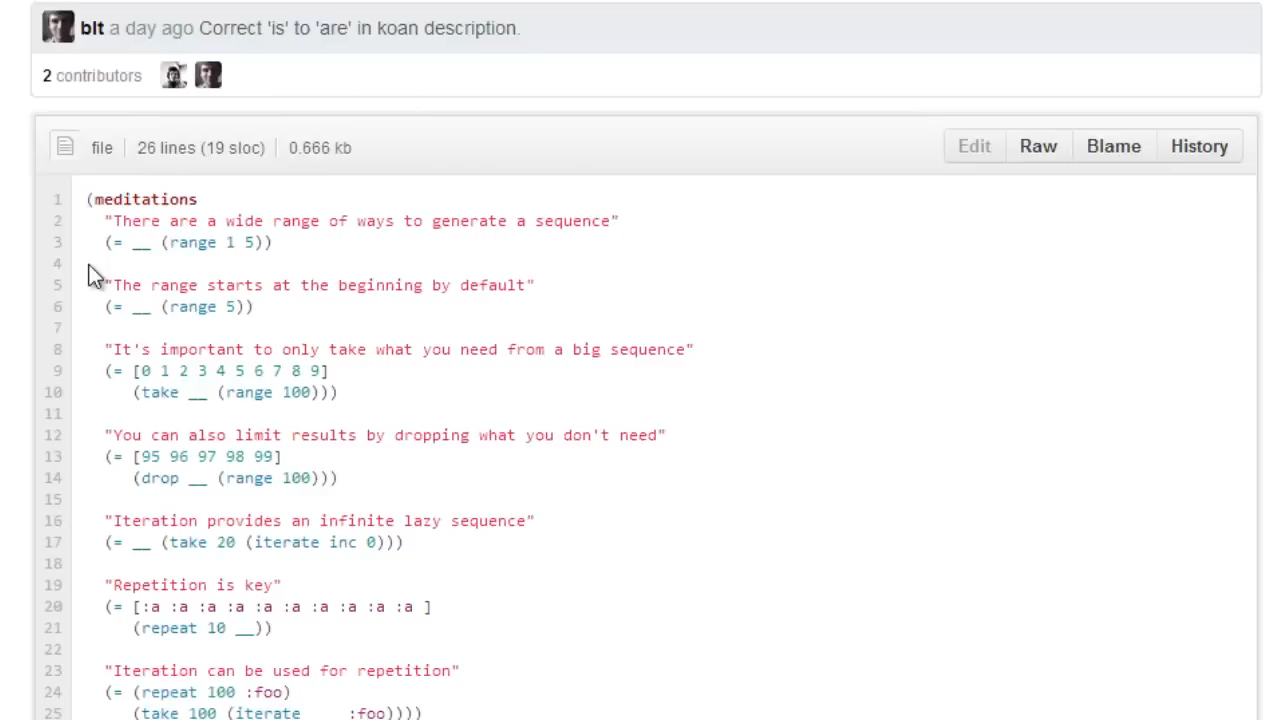 blt a day ago Correct 'is' to 'are' in koan description.
2 contributors
file 26 lines (19 sloc) 0.666 kb Edit Raw Blame History
1 (meditations
2 "There are a wide range of ways to generate a sequence"
3 (= __ (range 1 5))
4
5 "The range starts at the beginning by default"
6 (= __ (range 5))
7
8 "It's important to only take what you need from a big sequence"
9 (= [0 1 2 3 4 5 6 7 8 9]
10 (take __ (range 100)))
11
12 "You can also limit results by dropping what you don't need"
13 (= [95 96 97 98 99]
14 (drop __ (range 100)))
15
16 "Iteration provides an infinite lazy sequence"
17 (= __ (take 20 (iterate inc 0)))
18
19 "Repetition is key"
20 (= [:a :a :a :a :a :a :a :a :a :a ]
21 (repeat 10 __))
22
23 "Iteration can be used for repetition"
24 (= (repeat 100 :foo)
25 (take 100 (iterate :foo))))